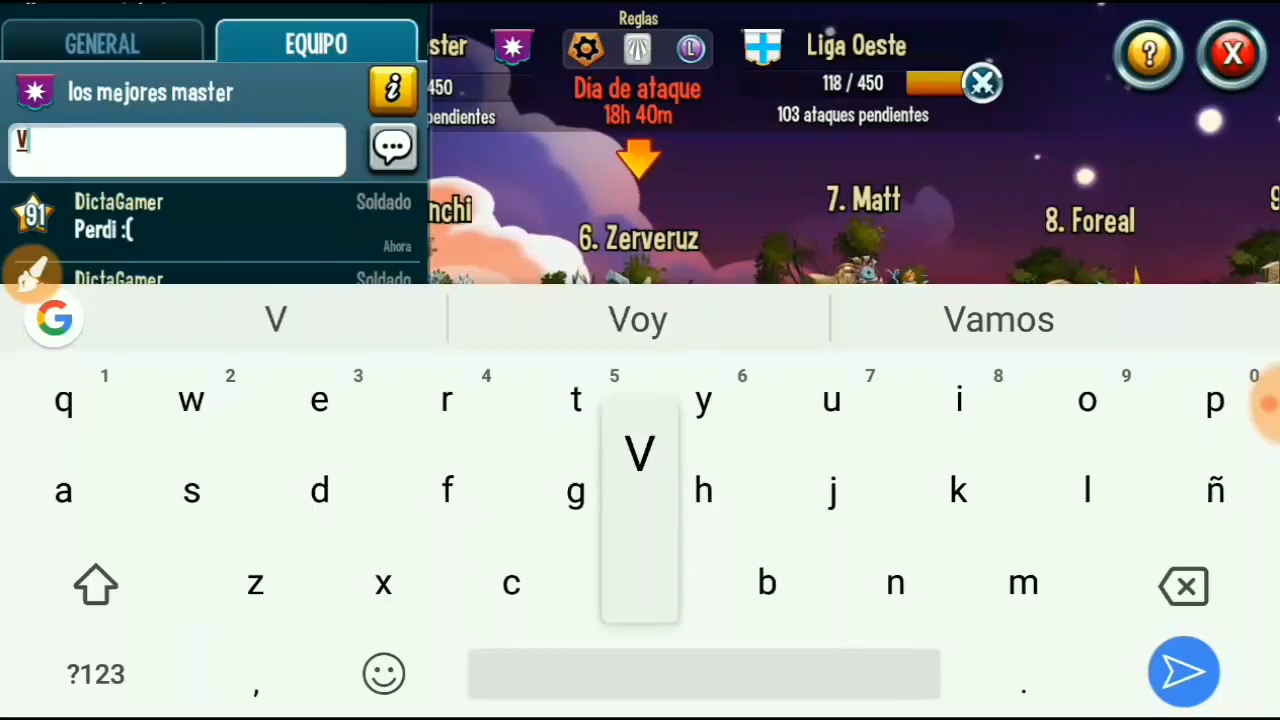 GENERAL
EQUIPO
los mejores master
V
91
DictaGamer
Soldado
Perdi :(
Ahora
DictaGamer
Soldado
ster
450
pendientes
Reglas
L
Día de ataque
18h 40m
Liga Oeste
118 / 450
103 ataques pendientes
?
X
nchi
6. Zerveruz
7. Matt
8. Foreal
9
G
V
Voy
Vamos
1 2 3 4 5 6 7 8 9 0
q w e r t y u i o p
V
a s d f g h j k l ñ
z x c b n m
?123 , .